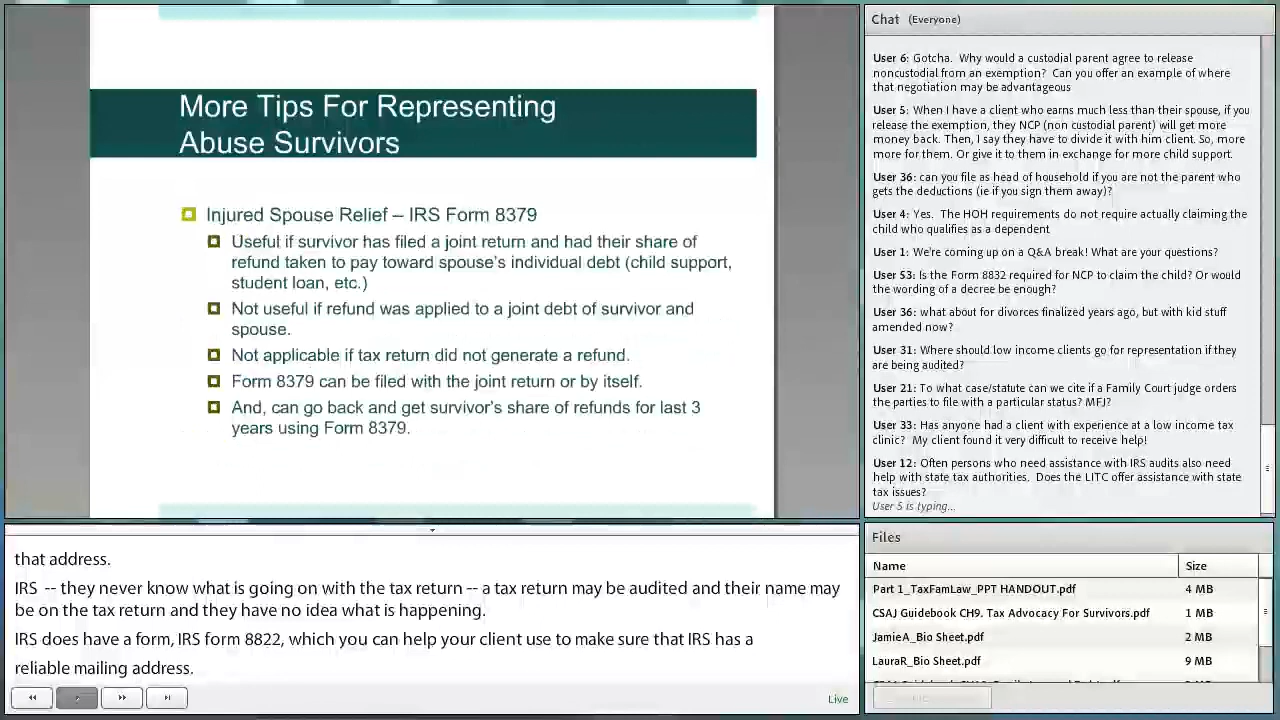 More Tips For Representing
Abuse Survivors
Injured Spouse Relief – IRS Form 8379
Useful if survivor has filed a joint return and had their share of
refund taken to pay toward spouse's individual debt (child support,
student loan, etc.)
Not useful if refund was applied to a joint debt of survivor and
spouse.
Not applicable if tax return did not generate a refund.
Form 8379 can be filed with the joint return or by itself.
And, can go back and get survivor's share of refunds for last 3
years using Form 8379.
that address.
IRS -- they never know what is going on with the tax return -- a tax return may be audited and their name may
be on the tax return and they have no idea what is happening.
IRS does have a form, IRS form 8822, which you can help your client use to make sure that IRS has a
reliable mailing address.
Live
Chat (Everyone)
User 6: Gotcha. Why would a custodial parent agree to release
noncustodial from an exemption? Can you offer an example of where
that negotiation may be advantageous
User 5: When I have a client who earns much less than their spouse, if you
release the exemption, they NCP (non custodial parent) will get more
money back. Then, I say they have to divide it with him client. So, more
more for them. Or give it to them in exchange for more child support.
User 36: can you file as head of household if you are not the parent who
gets the deductions (ie if you sign them away)?
User 4: Yes. The HOH requirements do not require actually claiming the
child who qualifies as a dependent
User 1: We're coming up on a Q&A break! What are your questions?
User 53: Is the Form 8832 required for NCP to claim the child? Or would
the wording of a decree be enough?
User 36: what about for divorces finalized years ago, but with kid stuff
amended now?
User 31: Where should low income clients go for representation if they
are being audited?
User 21: To what case/statute can we cite if a Family Court judge orders
the parties to file with a particular status? MFJ?
User 33: Has anyone had a client with experience at a low income tax
clinic? My client found it very difficult to receive help!
User 12: Often persons who need assistance with IRS audits also need
help with state tax authorities. Does the LITC offer assistance with state
tax issues?
User 5 is typing...
Files
Name Size
Part 1_TaxFamLaw_PPT HANDOUT.pdf 4 MB
CSAJ Guidebook CH9. Tax Advocacy For Survivors.pdf 1 MB
JamieA_Bio Sheet.pdf 2 MB
LauraR_Bio Sheet.pdf 9 MB